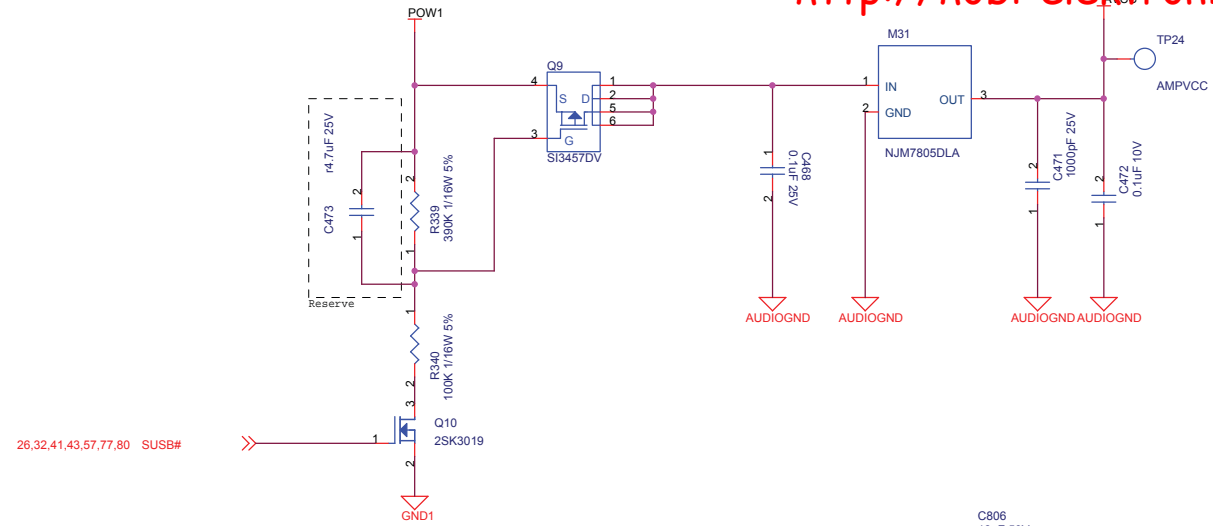 POW1
TP24
AMPVCC
M31
1 IN
2 GND
OUT 3
NJM7805DLA
Q9
4 S D 1
2
5
6
3 G
SI3457DV
r4.7uF 25V
C473
2
1
Reserve
2
R339
390K 1/16W 5%
1
1
C468
0.1uF 25V
2
2
C471
1000pF 25V
1
2
C472
0.1uF 10V
1
AUDIOGND
AUDIOGND
AUDIOGND
AUDIOGND
1
R340
100K 1/16W 5%
2
3
Q10
2SK3019
1
2
26,32,41,43,57,77,80 SUSB#
GND1
C806